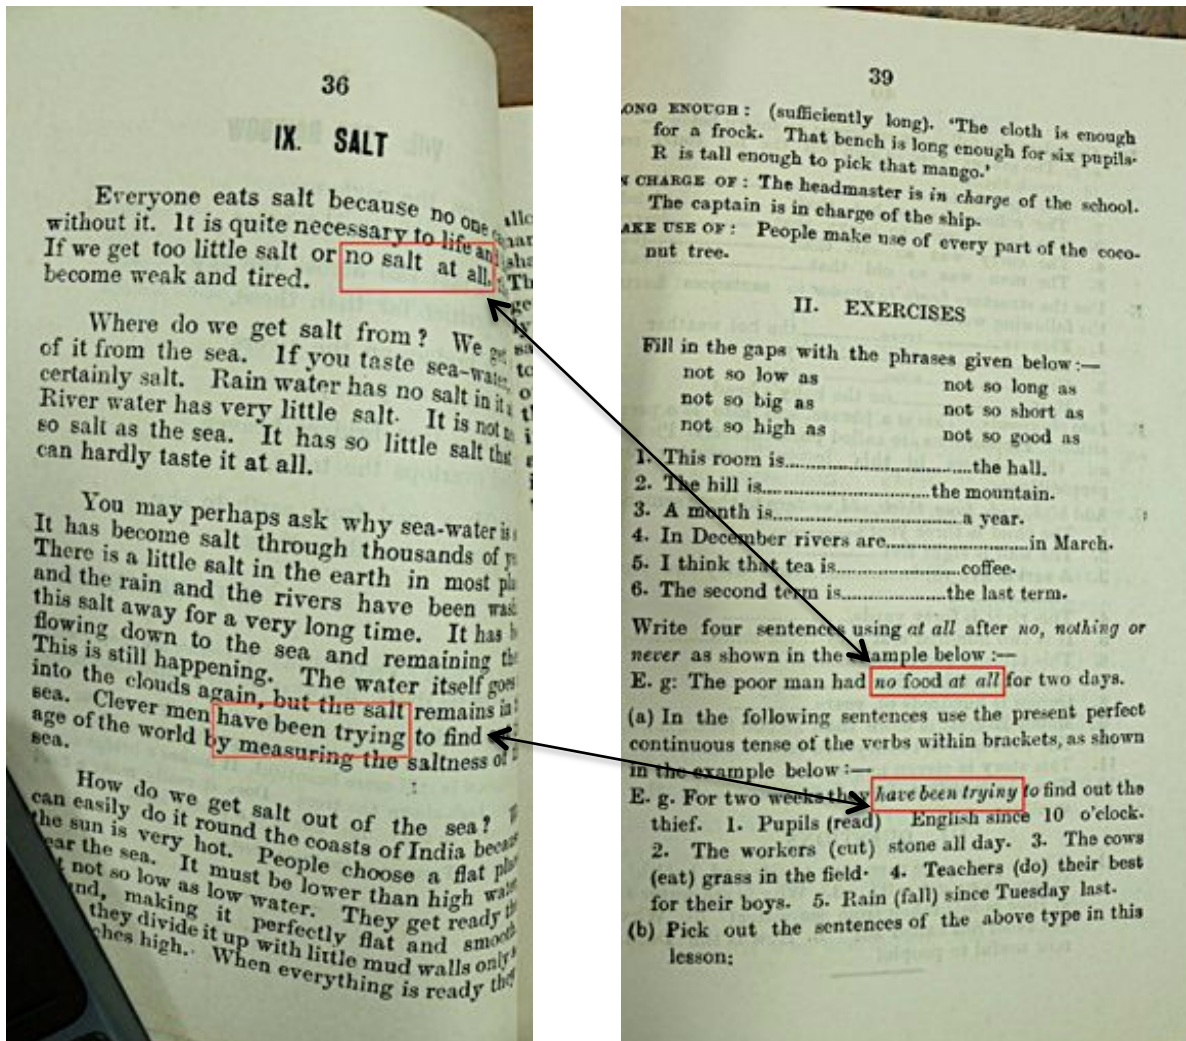 36
IX. SALT
Everyone eats salt because no one
without it. It is quite necessary to life and
If we get too little salt or no salt at all,
become weak and tired.
Where do we get salt from? We get
of it from the sea. If you taste sea-water,
certainly salt. Rain water has no salt in it
River water has very little salt. It is not
so salt as the sea. It has so little salt that
can hardly taste it at all.
You may perhaps ask why sea-water is
It has become salt through thousands of
There is a little salt in the earth in most
and the rain and the rivers have been
this salt away for a very long time. It has
flowing down to the sea and remaining
This is still happening. The water itself goes
into the clouds again, but the salt remains in
sea. Clever men have been trying to find
age of the world by measuring the saltness of
sea.
How do we get salt out of the sea?
can easily do it round the coasts of India
the sun is very hot. People choose a flat
the sea. It must be lower than high water
not so low as low water. They get ready
making it perfectly flat and smooth
they divide it up with little mud walls only
high. When everything is ready they
39
ONG ENOUGH: (sufficiently long). 'The cloth is enough
for a frock. That bench is long enough for six pupils.
R is tall enough to pick that mango.'
N CHARGE OF: The headmaster is in charge of the school.
The captain is in charge of the ship.
AKE USE OF: People make use of every part of the coco-
nut tree.
II. EXERCISES
Fill in the gaps with the phrases given below:—
not so low as not so long as
not so big as not so short as
not so high as not so good as
1. This room is..............................the hall.
2. The hill is..............................the mountain.
3. A month is..............................a year.
4. In December rivers are..............................in March.
5. I think that tea is....................coffee.
6. The second term is....................the last term.
Write four sentences using at all after no, nothing or
never as shown in the example below:—
E. g: The poor man had no food at all for two days.
(a) In the following sentences use the present perfect
continuous tense of the verbs within brackets, as shown
in the example below:—
E. g. For two weeks they have been trying to find out the
thief. 1. Pupils (read) English since 10 o'clock.
2. The workers (cut) stone all day. 3. The cows
(eat) grass in the field. 4. Teachers (do) their best
for their boys. 5. Rain (fall) since Tuesday last.
(b) Pick out the sentences of the above type in this
lesson: